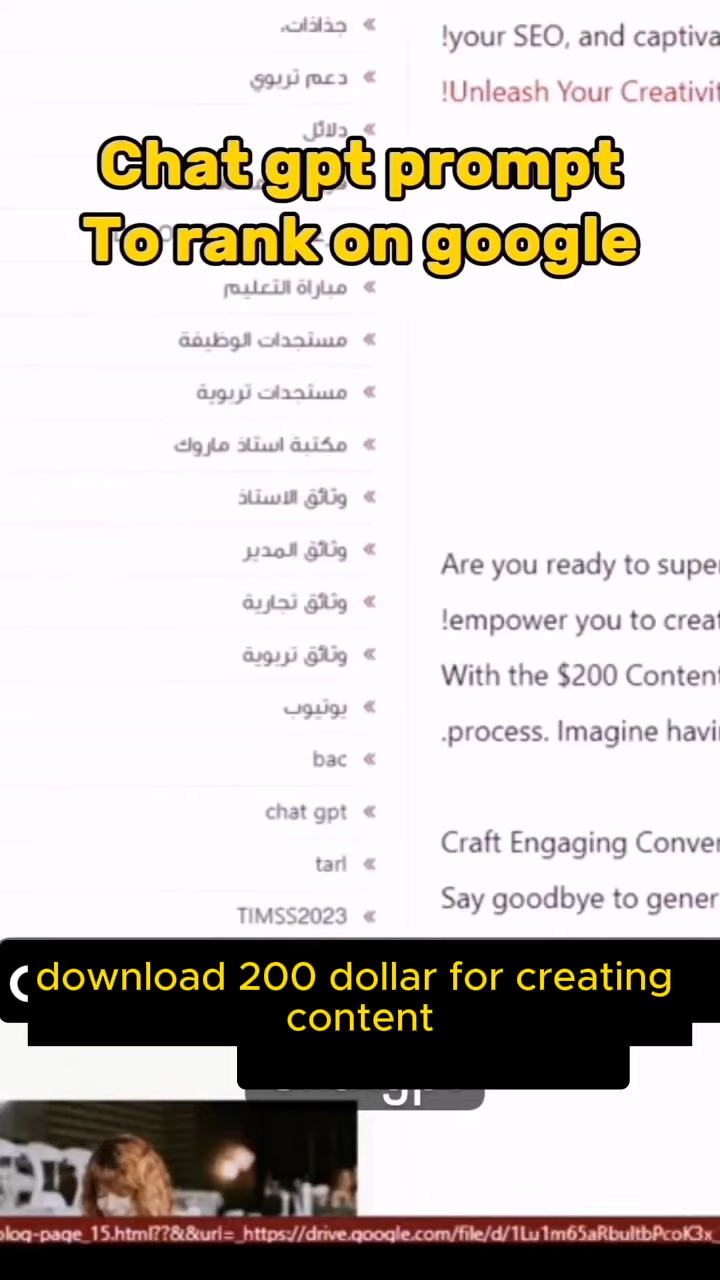 جذاذات،
دعم تربوي
دلائل
مباراة التعليم
مستجدات الوظيفة
مستجدات تربوية
مكتبة استاذ ماروك
وثائق الاستاذ
وثائق المدير
وثائق تجارية
وثائق تربوية
يوتيوب
bac
chat gpt
tarl
TIMSS2023
!your SEO, and captiva
!Unleash Your Creativit
Chat gpt prompt
To rank on google
Are you ready to supe
!empower you to creat
With the $200 Content
.process. Imagine havi
Craft Engaging Conver
Say goodbye to gener
download 200 dollar for creating
content
olog-page_15.html??&&url=_https://drive.google.com/file/d/1Lu1m65aRbultbPcoK3x_